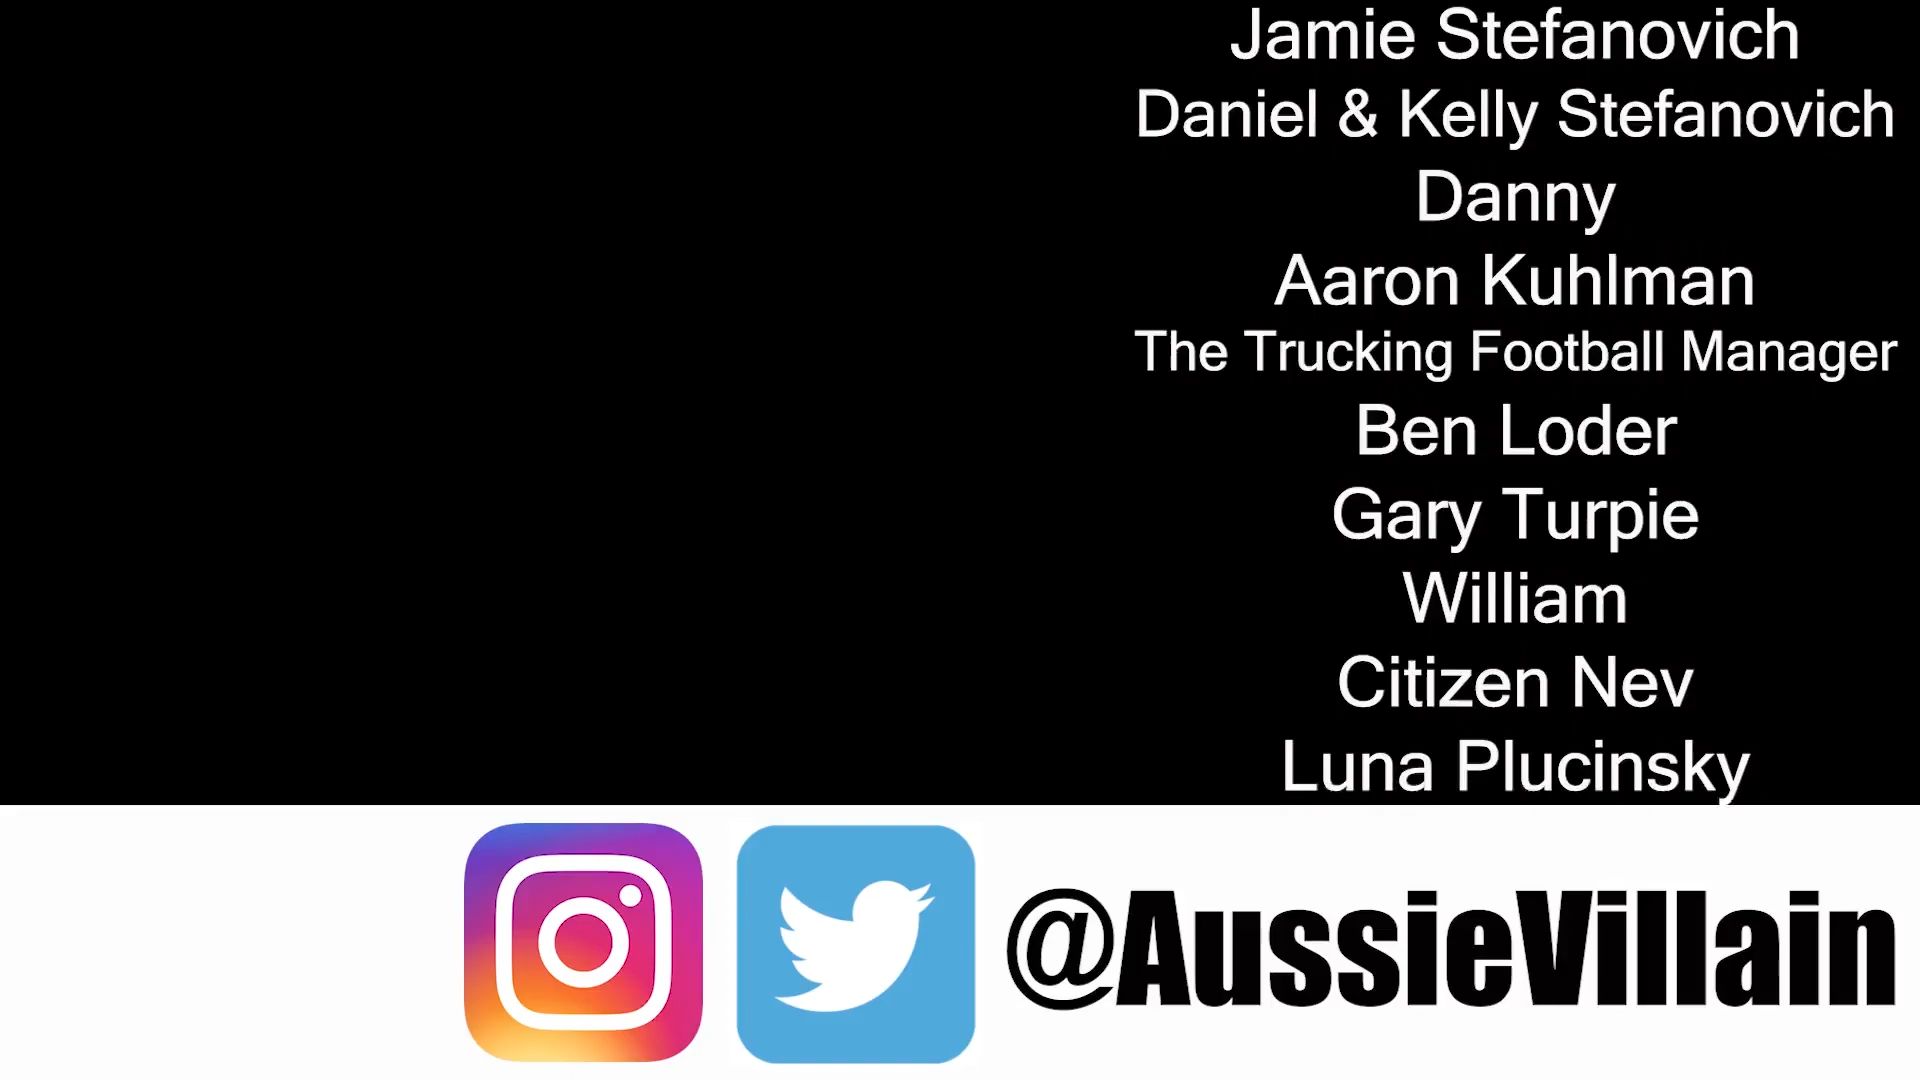 Jamie Stefanovich
Daniel & Kelly Stefanovich
Danny
Aaron Kuhlman
The Trucking Football Manager
Ben Loder
Gary Turpie
William
Citizen Nev
Luna Plucinsky
@AussieVillain